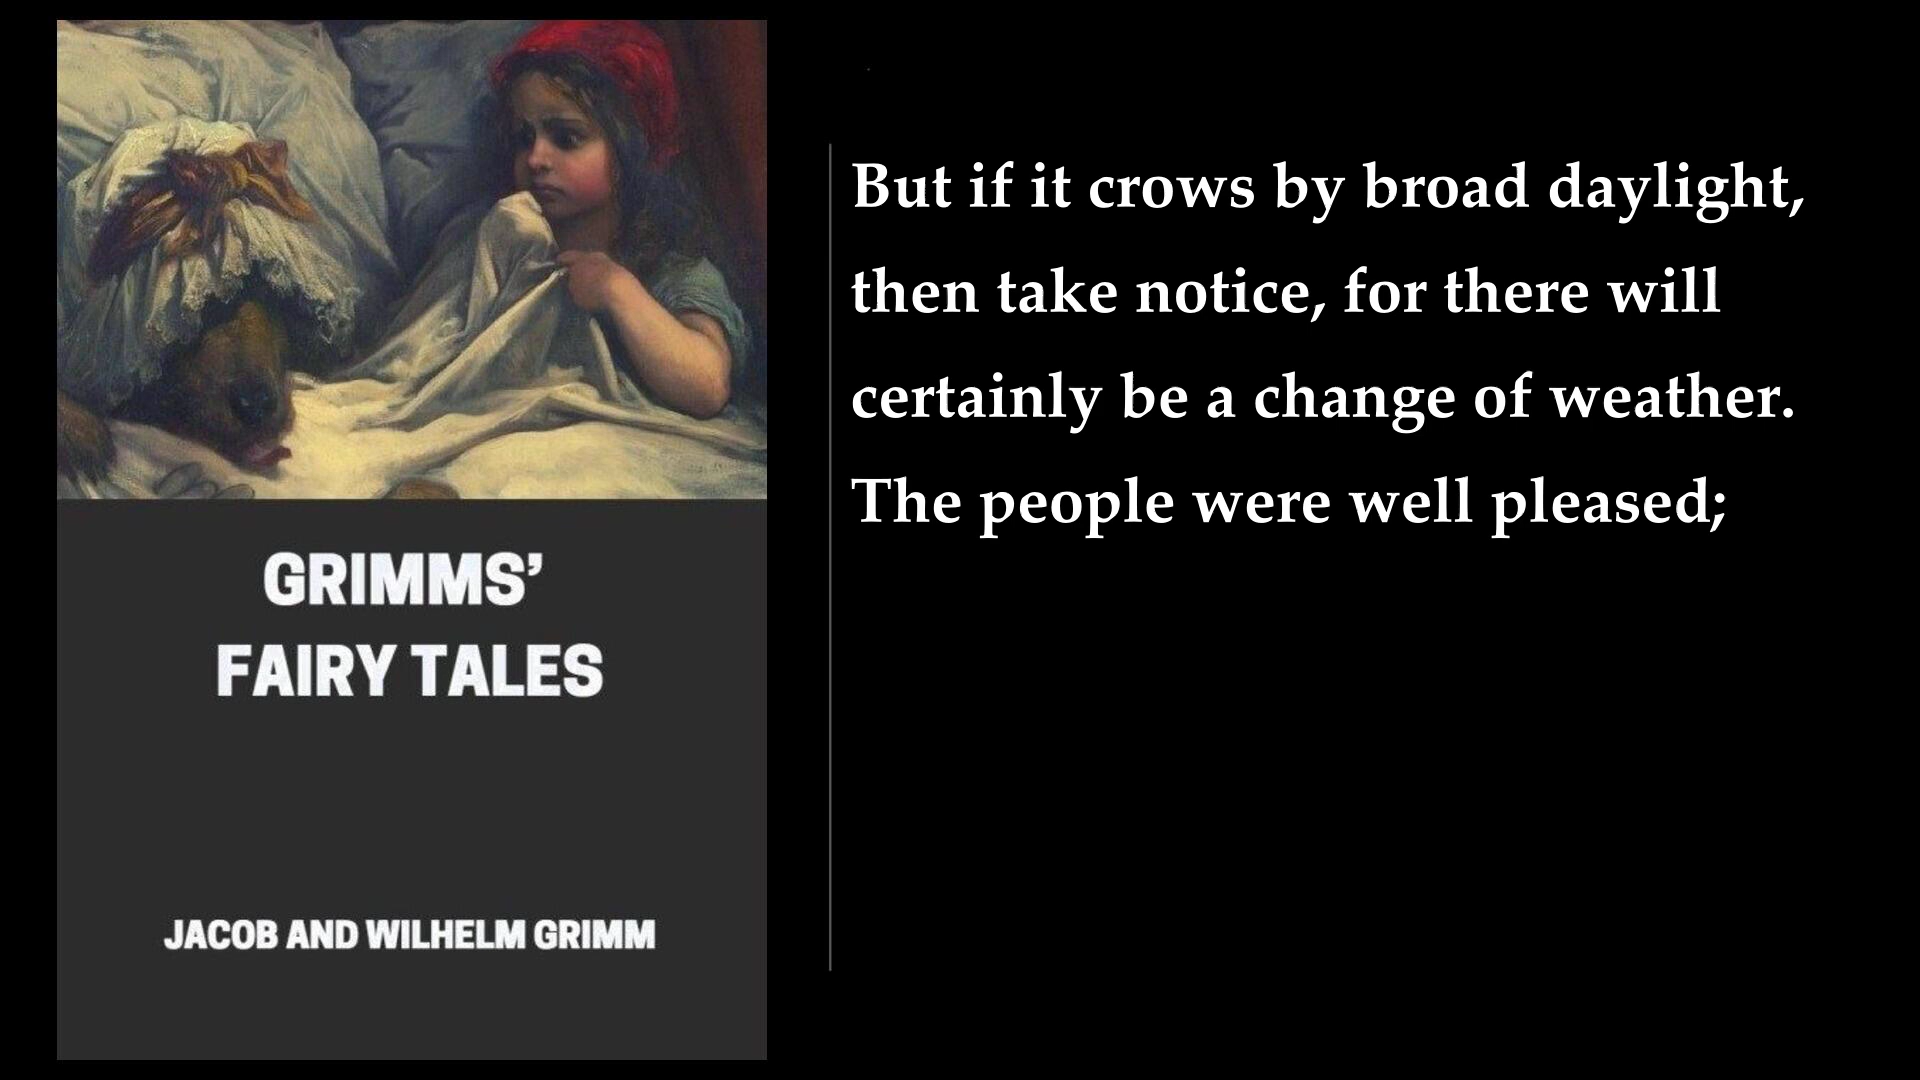 GRIMMS’
FAIRY TALES
JACOB AND WILHELM GRIMM
But if it crows by broad daylight,
then take notice, for there will
certainly be a change of weather.
The people were well pleased;